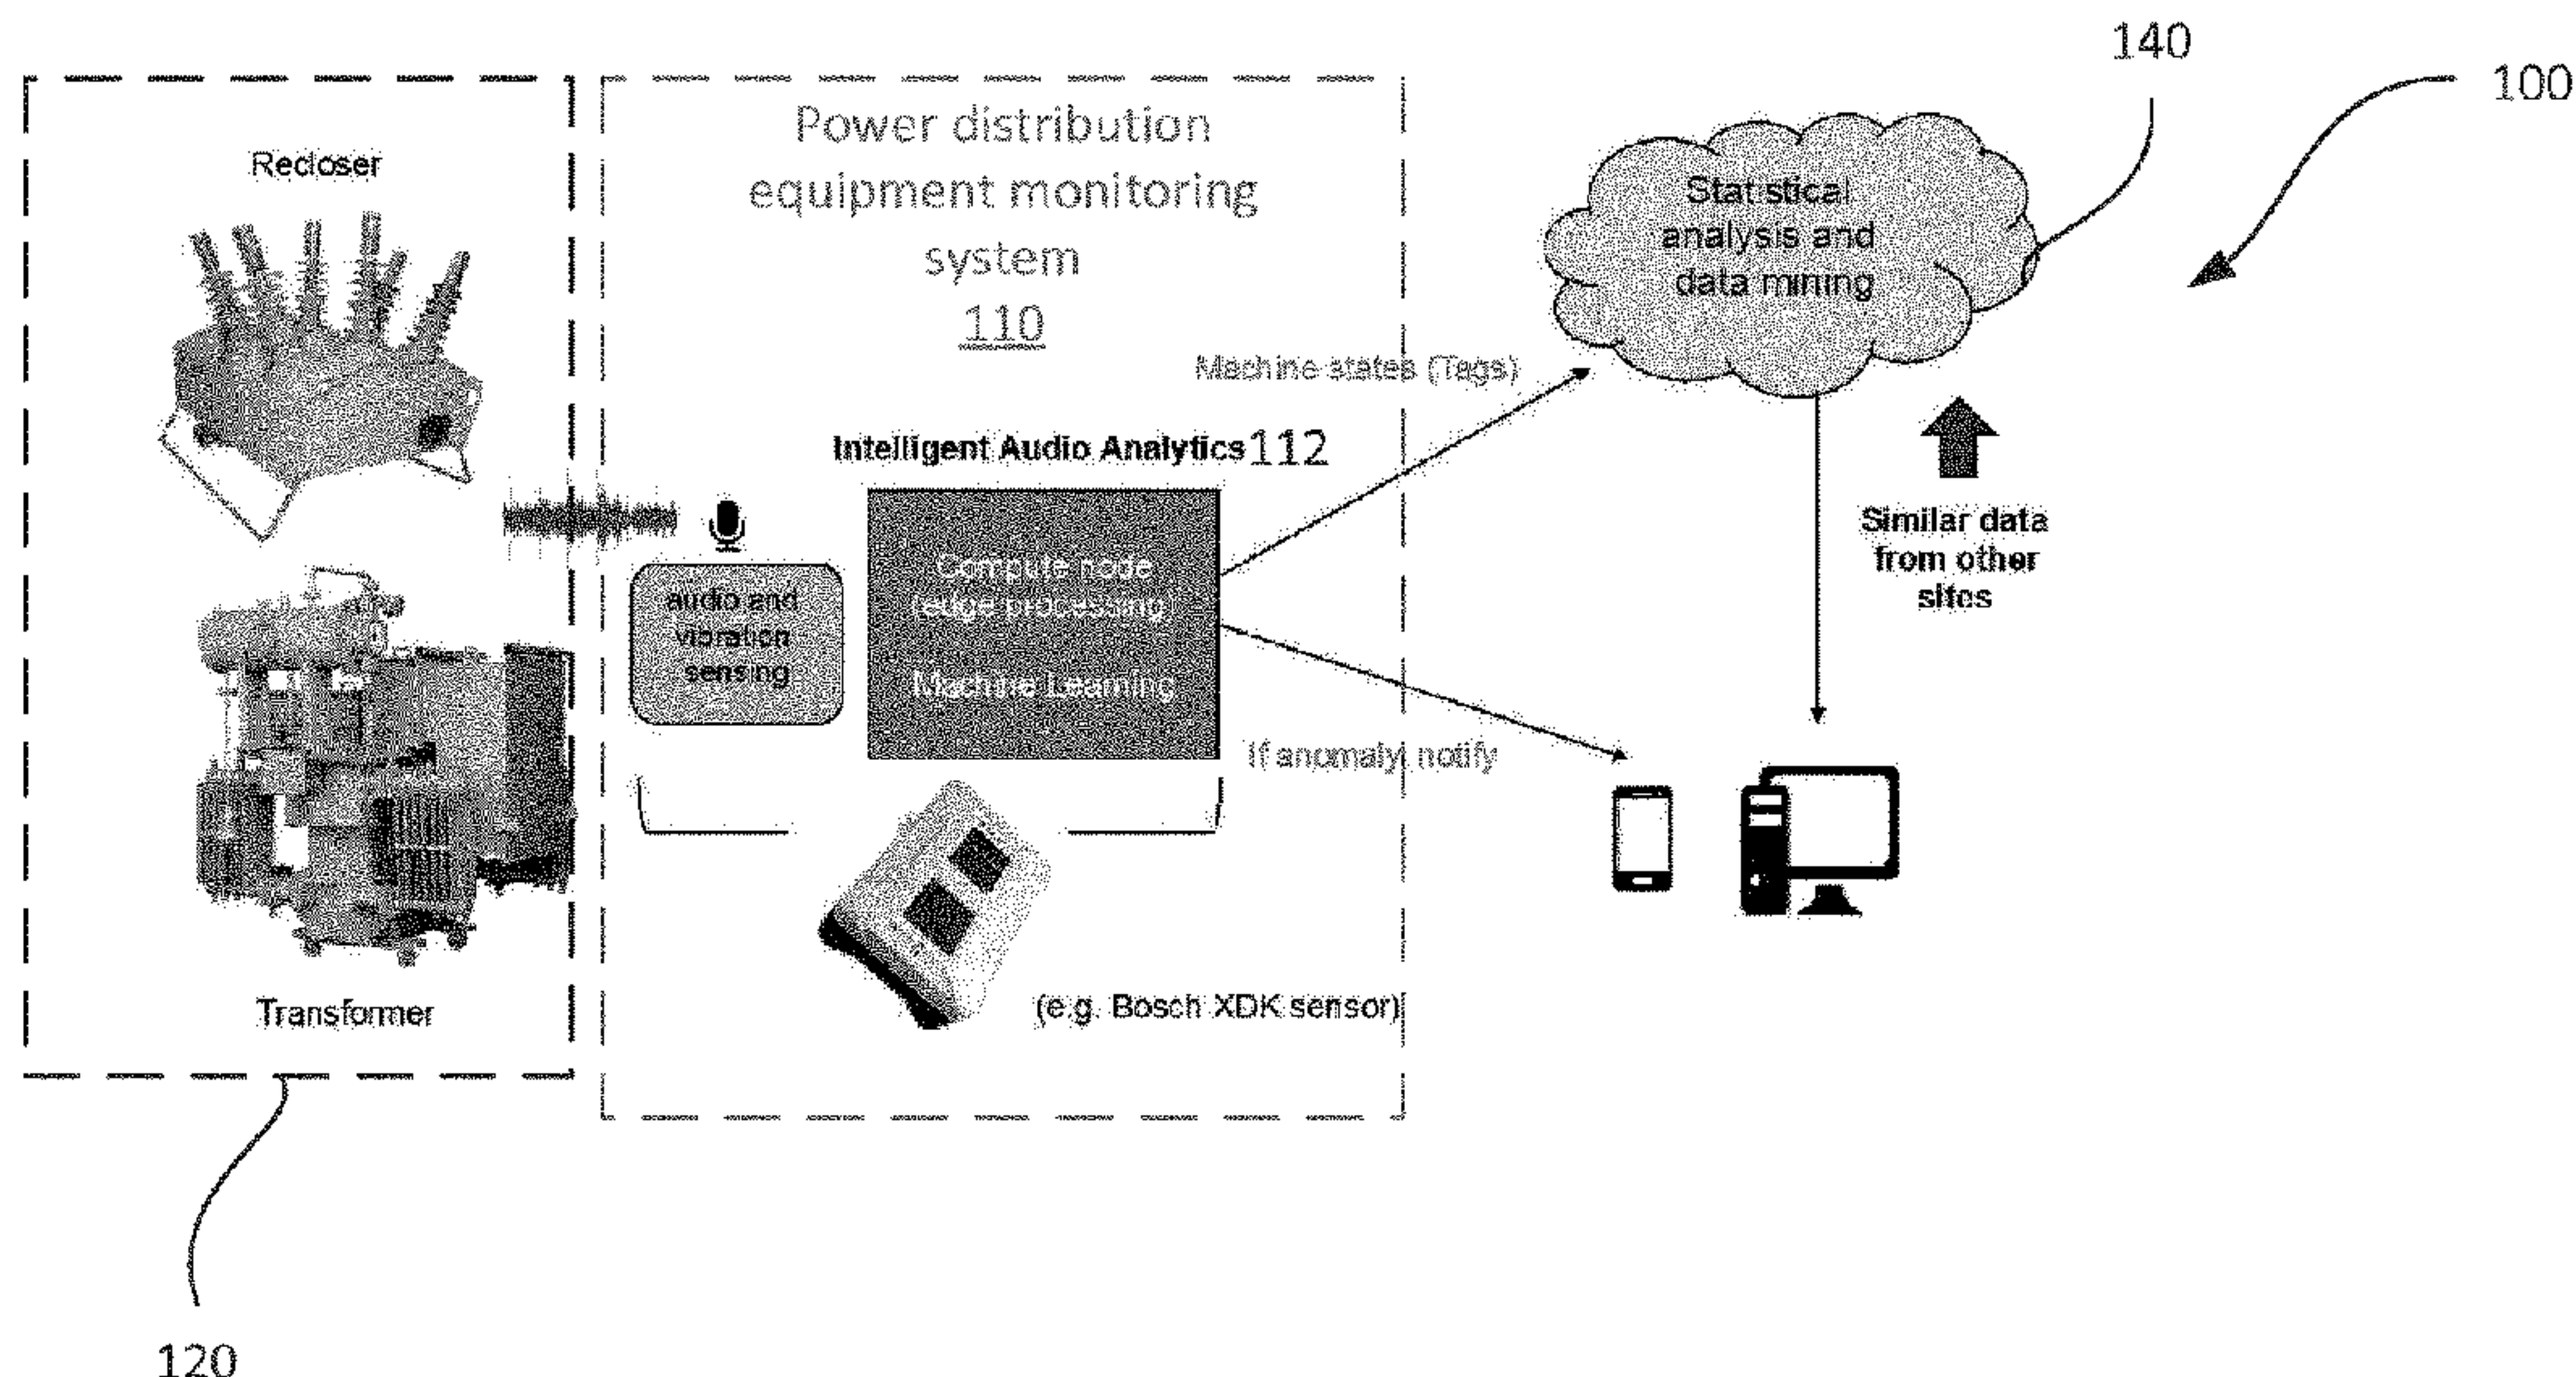 140
100
Recloser
Power distribution
equipment monitoring
system
110
Statistical
analysis and
data mining
Machine states (Tags)
Intelligent Audio Analytics 112
Similar data
from other
sites
audio and
vibration
sensing
Compute node
(edge processing)
Machine Learning
If anomaly, notify
(e.g. Bosch XDK sensor)
Transformer
120